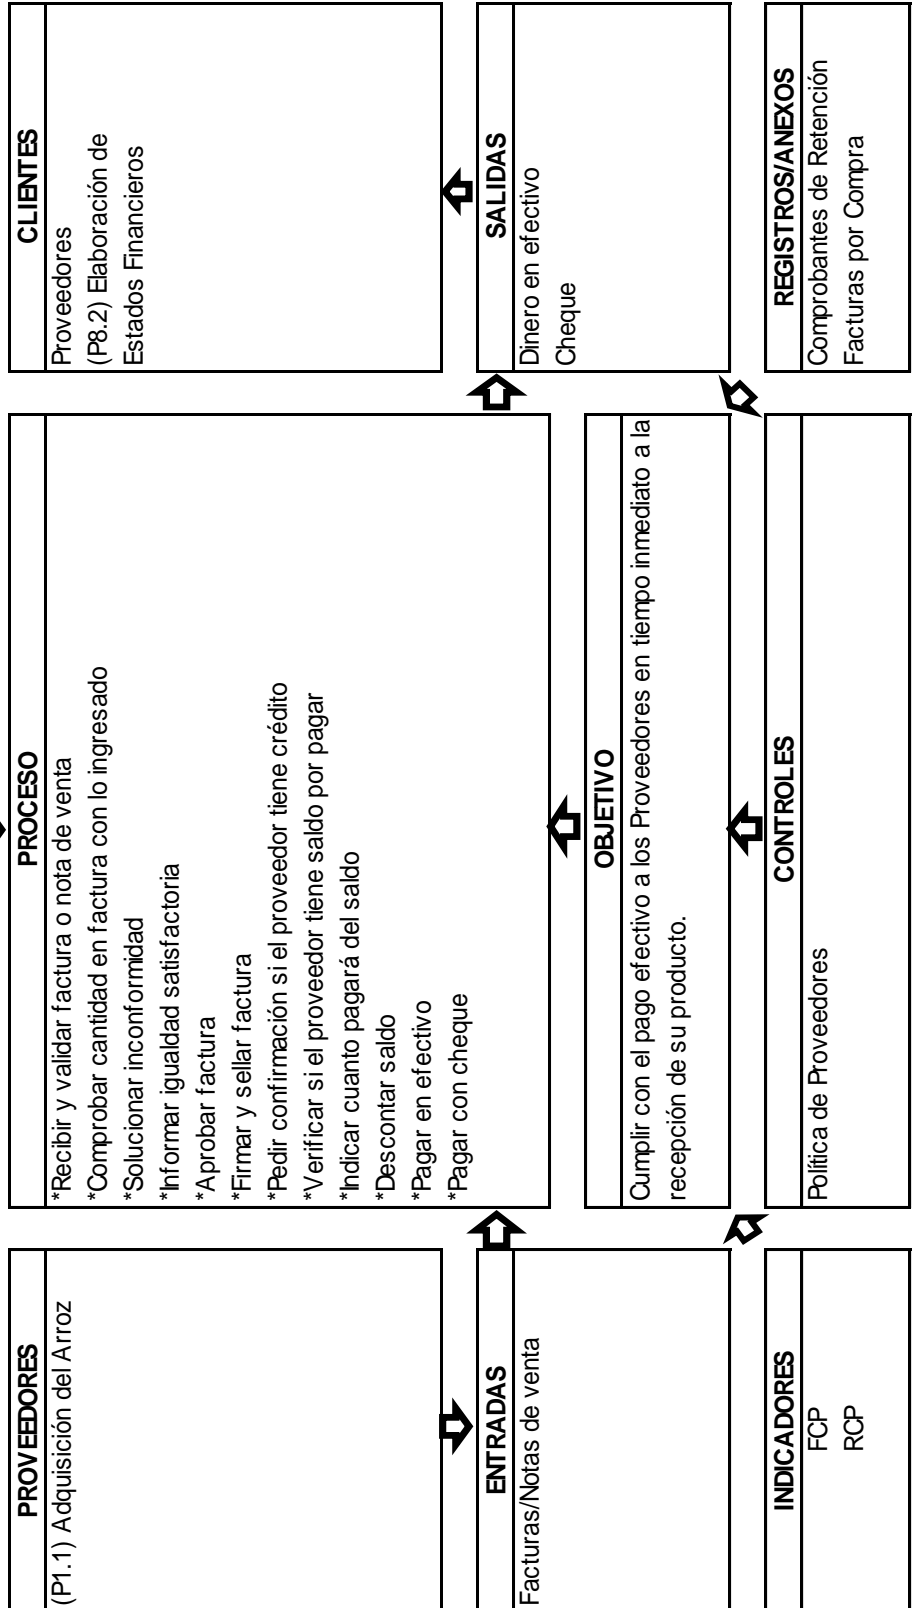 PROVEEDORES
(P1.1) Adquisición del Arroz
ENTRADAS
Facturas/Notas de venta
INDICADORES
FCP
RCP
PROCESO
*Recibir y validar factura o nota de venta
*Comprobar cantidad en factura con lo ingresado
*Solucionar inconformidad
*Informar igualdad satisfactoria
*Aprobar factura
*Firmar y sellar factura
*Pedir confirmación si el proveedor tiene crédito
*Verificar si el proveedor tiene saldo por pagar
*Indicar cuanto pagará del saldo
*Descontar saldo
*Pagar en efectivo
*Pagar con cheque
OBJETIVO
Cumplir con el pago efectivo a los Proveedores en tiempo inmediato a la
recepción de su producto.
CONTROLES
Política de Proveedores
CLIENTES
Proveedores
(P8.2) Elaboración de
Estados Financieros
SALIDAS
Dinero en efectivo
Cheque
REGISTROS/ANEXOS
Comprobantes de Retención
Facturas por Compra